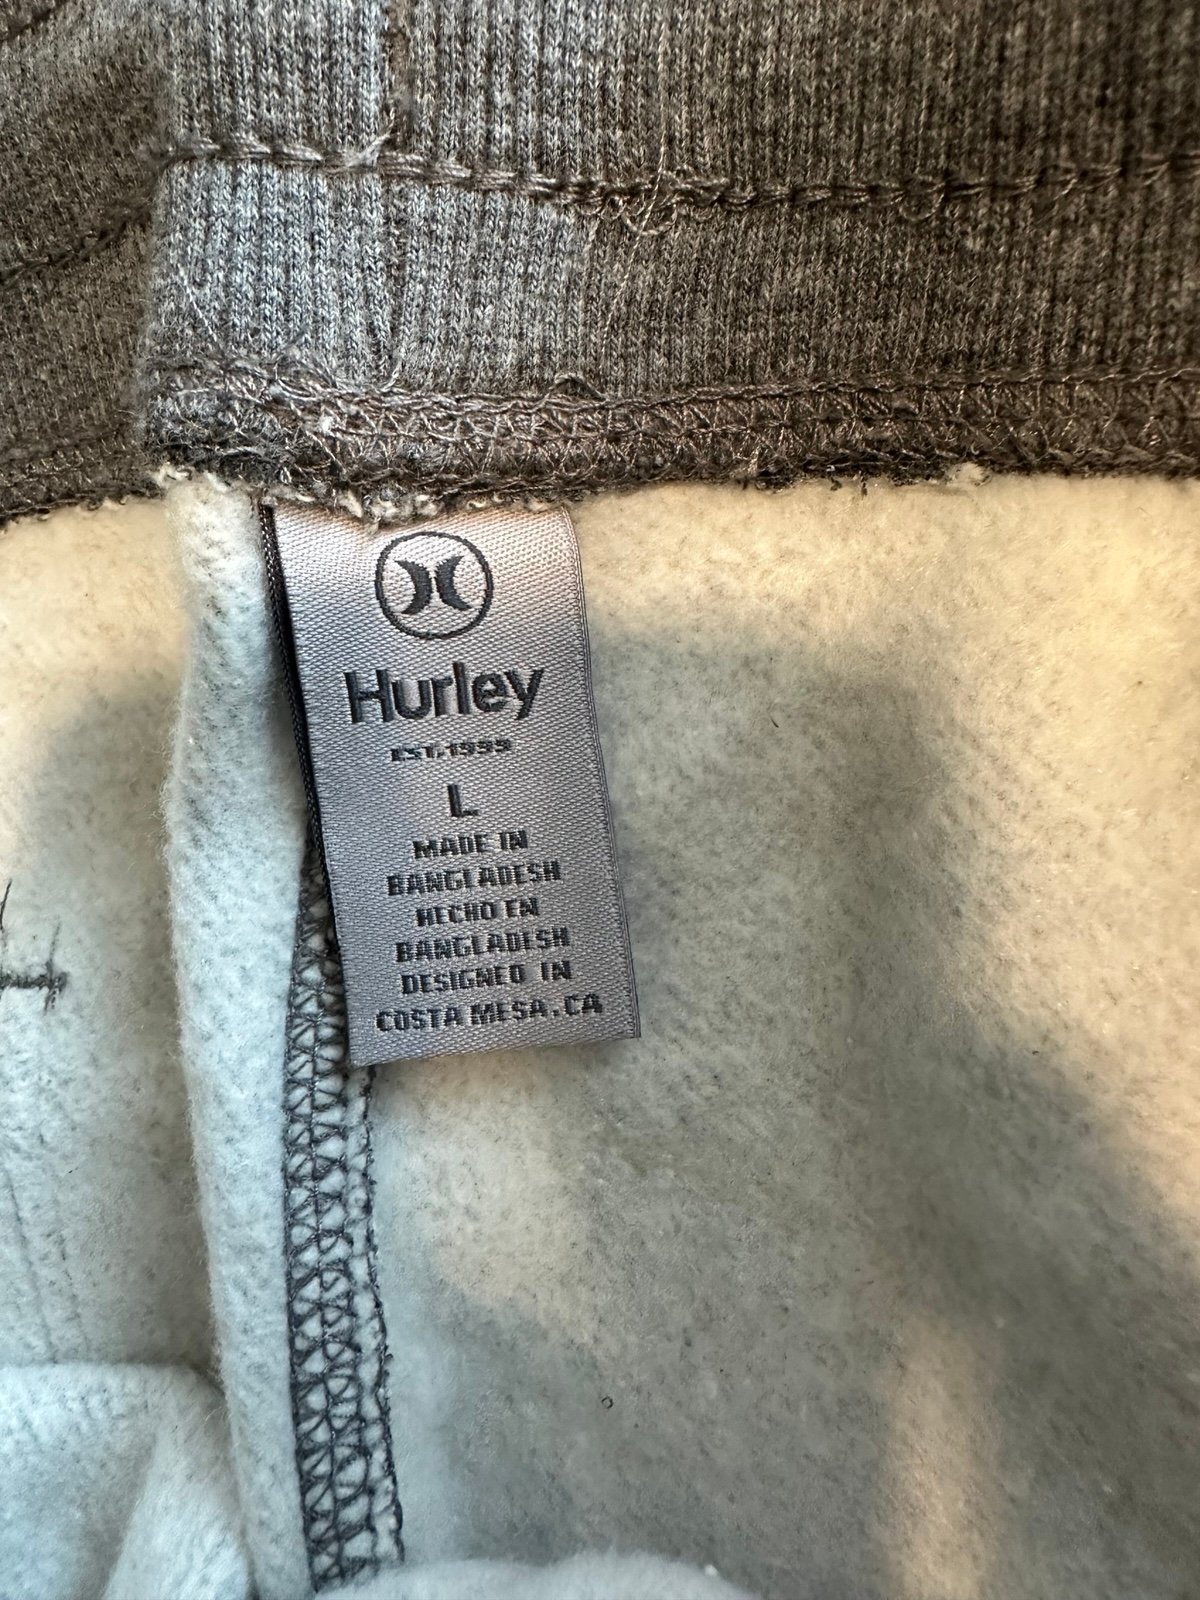 Hurley
EST.1999
L
MADE IN
BANGLADESH
HECHO EN
BANGLADESH
DESIGNED IN
COSTA MESA.CA